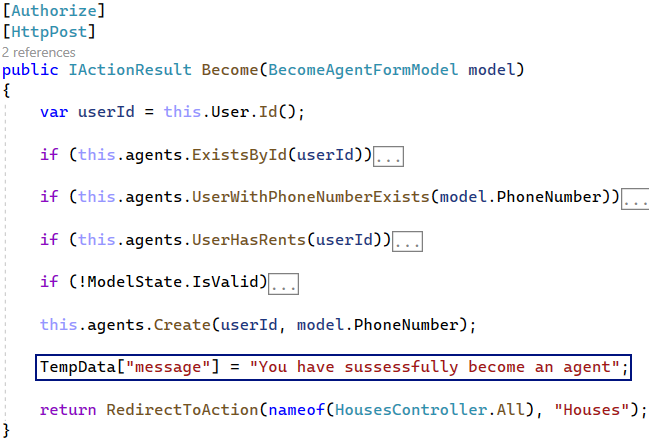 [Authorize]
[HttpPost]
2 references
public IActionResult Become(BecomeAgentFormModel model)
{
var userId = this.User.Id();
if (this.agents.ExistsById(userId))...
if (this.agents.UserWithPhoneNumberExists(model.PhoneNumber))...
if (this.agents.UserHasRents(userId))...
if (!ModelState.IsValid)...
this.agents.Create(userId, model.PhoneNumber);
TempData["message"] = "You have sussessfully become an agent";
return RedirectToAction(nameof(HousesController.All), "Houses");
}